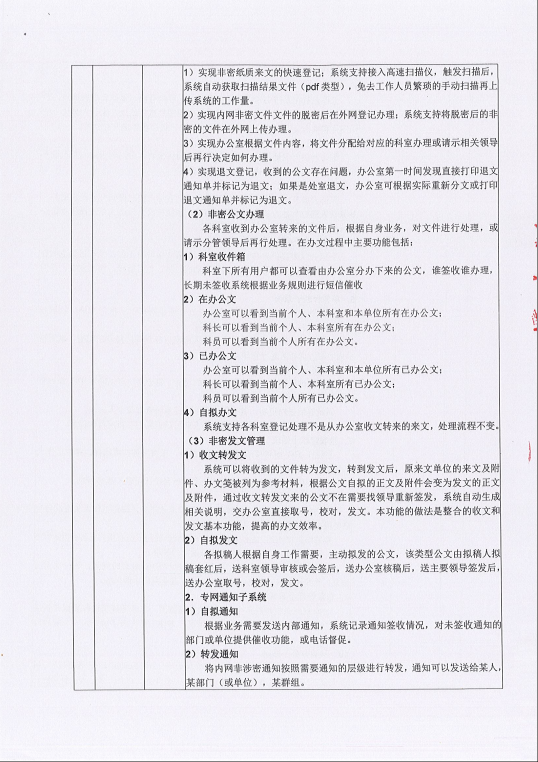 1）实现非密纸质来文的快速登记；系统支持接入高速扫描仪，触发扫描后，
系统自动获取扫描结果文件（pdf 类型），免去工作人员繁琐的手动扫描再上
传系统的工作量。
2）实现内网非密文件文件的脱密后在外网登记办理；系统支持将脱密后的非
密的文件在外网上传办理。
3）实现办公室根据文件内容，将文件分配给对应的科室办理或请示相关领导
后再行决定如何办理。
4）实现退文登记，收到的公文存在问题，办公室第一时间发现直接打印退文
通知单并标记为退文；如果是处室退文，办公室可根据实际重新分文或打印
退文通知单并标记为退文。
（2）非密公文办理
各科室收到办公室转来的文件后，根据自身业务，对文件进行处理，或
请示分管领导后再行处理。在办文过程中主要功能包括：
1）科室收件箱
科室下所有用户都可以查看由办公室分办下来的公文，谁签收谁办理，
长期未签收系统根据业务规则进行短信催收
2）在办公文
办公室可以看到当前个人、本科室和本单位所有在办公文；
科长可以看到当前个人、本科室所有在办公文；
科员可以看到当前个人所有在办公文。
3）已办公文
办公室可以看到当前个人、本科室和本单位所有已办公文；
科长可以看到当前个人、本科室所有已办公文；
科员可以看到当前个人所有已办公文。
4）自拟办文
系统支持各科室登记处理不是从办公室收文转来的来文，处理流程不变。
（3）非密发文管理
1）收文转发文
系统可以将收到的文件转为发文，转到发文后，原来文单位的来文及附
件、办文笺被列为参考材料，根据公文自拟的正文及附件会变为发文的正文
及附件，通过收文转发文来的公文不在需要找领导重新签发，系统自动生成
相关说明，交办公室直接取号，校对，发文。本功能的做法是整合的收文和
发文基本功能，提高的办文效率。
2）自拟发文
各拟稿人根据自身工作需要，主动拟发的公文，该类型公文由拟稿人拟
稿套红后，送科室领导审核或会签后，送办公室核稿后，送主要领导签发后，
送办公室取号，校对，发文。
2．专网通知子系统
1）自拟通知
根据业务需要发送内部通知，系统记录通知签收情况，对未签收通知的
部门或单位提供催收功能，或电话督促。
2）转发通知
将内网非涉密通知按照需要通知的层级进行转发，通知可以发送给某人，
某部门（或单位），某群组。